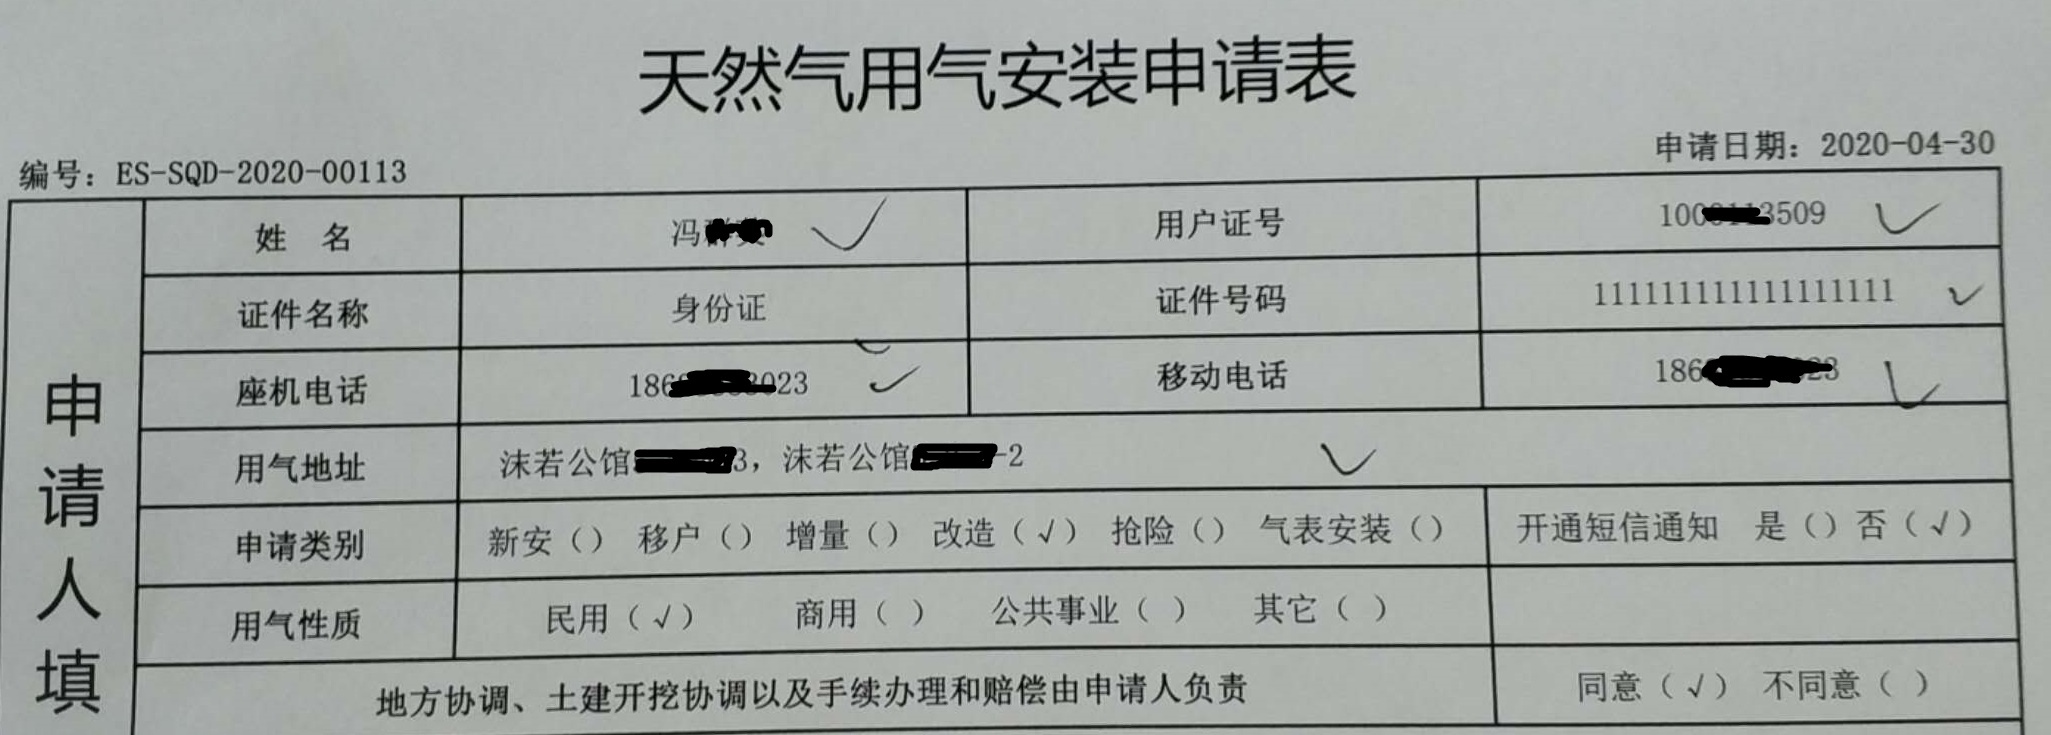 天然气用气安装申请表
编号：ES-SQD-2020-00113
申请日期：2020-04-30
申请人填
姓 名 冯 √ 用户证号 100 3509 √
证件名称 身份证 证件号码 111111111111111111 √
座机电话 186 23 √ 移动电话 186 23 √
用气地址 沫若公馆 3，沫若公馆 -2 √
申请类别 新安（） 移户（） 增量（） 改造（√） 抢险（） 气表安装（） 开通短信通知 是（）否（√）
用气性质 民用（√） 商用（ ） 公共事业（ ） 其它（ ）
地方协调、土建开挖协调以及手续办理和赔偿由申请人负责 同意（√） 不同意（ ）